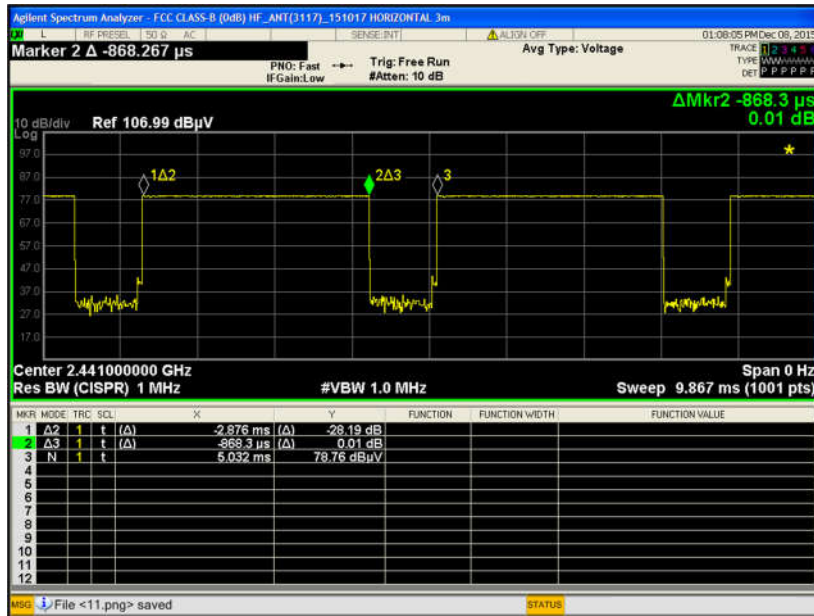 Agilent Spectrum Analyzer - FCC CLASS-B (0dB) HF_ANT(3117)_151017 HORIZONTAL 3m
L RF PRESEL 50 Ω AC SENSE:INT ALIGN OFF 01:08:05 PM Dec 08, 2015
Marker 2 Δ -868.267 µs
Avg Type: Voltage
TRACE 1 2 3 4 5
TYPE
DET P P P P P
PNO: Fast
IFGain:Low
Trig: Free Run
#Atten: 10 dB
ΔMkr2 -868.3 µs
0.01 dB
10 dB/div Ref 106.99 dBµV
Log
97.0
87.0
77.0
67.0
57.0
47.0
37.0
27.0
17.0
1Δ2
2Δ3
3
*
Center 2.441000000 GHz Span 0 Hz
Res BW (CISPR) 1 MHz #VBW 1.0 MHz Sweep 9.867 ms (1001 pts)
MKR MODE TRC SCL X Y FUNCTION FUNCTION WIDTH FUNCTION VALUE
1 Δ2 1 t (Δ) -2.876 ms (Δ) -28.19 dB
2 Δ3 1 t (Δ) -868.3 µs (Δ) 0.01 dB
3 N 1 t 5.032 ms 78.76 dBµV
4
5
6
7
8
9
10
11
12
MSG File <11.png> saved STATUS